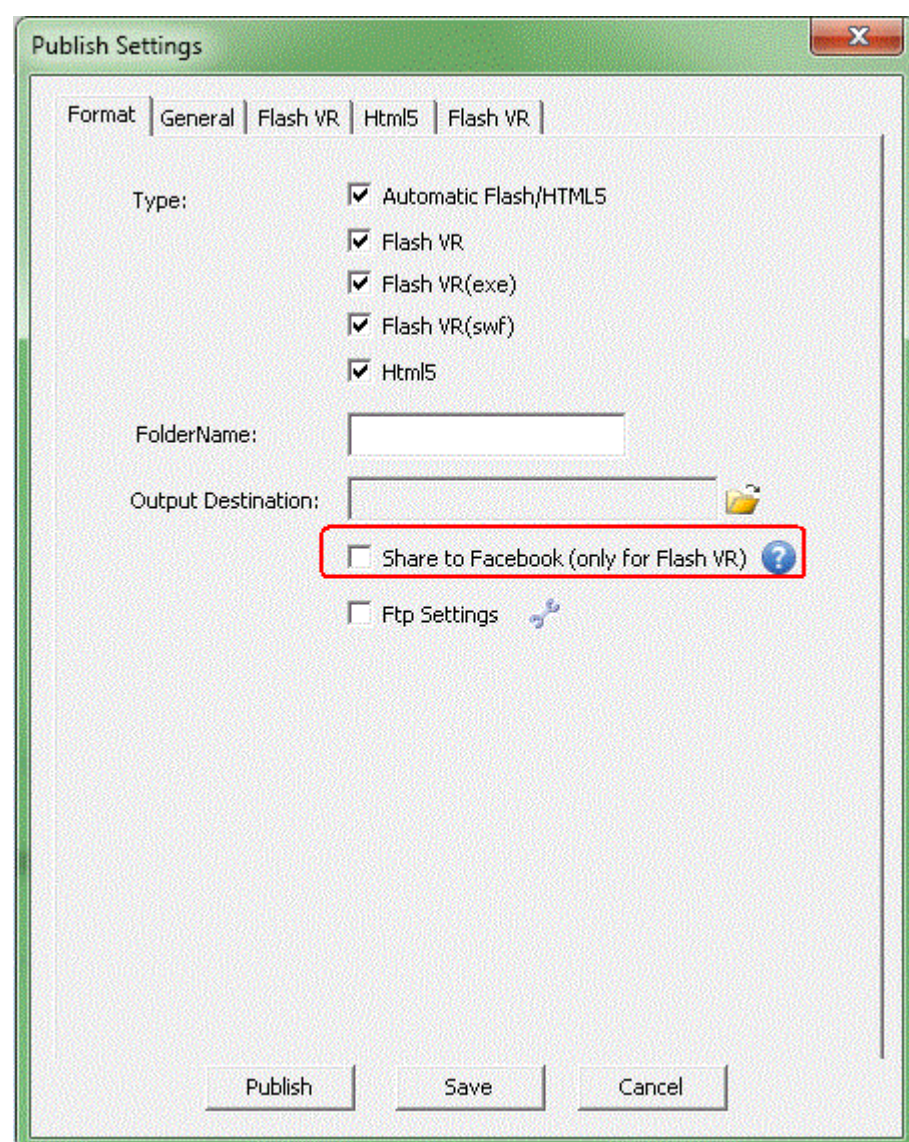 Publish Settings
Format General Flash VR Html5 Flash VR
Type:
Automatic Flash/HTML5
Flash VR
Flash VR(exe)
Flash VR(swf)
Html5
FolderName:
Output Destination:
Share to Facebook (only for Flash VR) ?
Ftp Settings
Publish Save Cancel